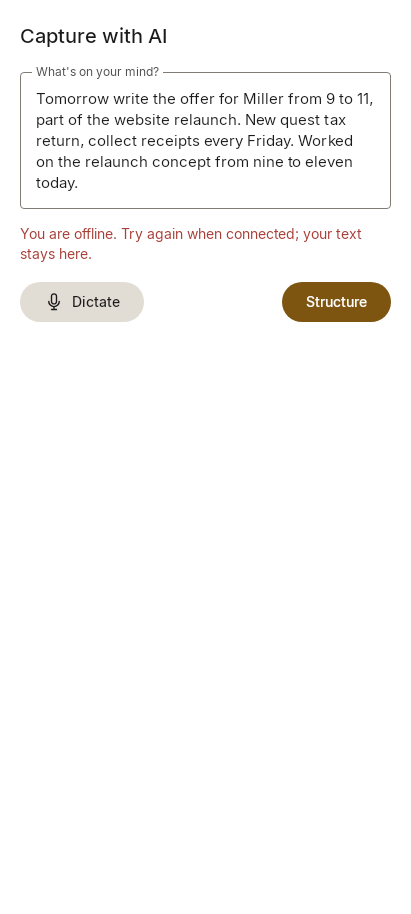 Capture with AI
What's on your mind?
Tomorrow write the offer for Miller from 9 to 11,
part of the website relaunch. New quest tax
return, collect receipts every Friday. Worked
on the relaunch concept from nine to eleven
today.
You are offline. Try again when connected; your text
stays here.
Dictate
Structure